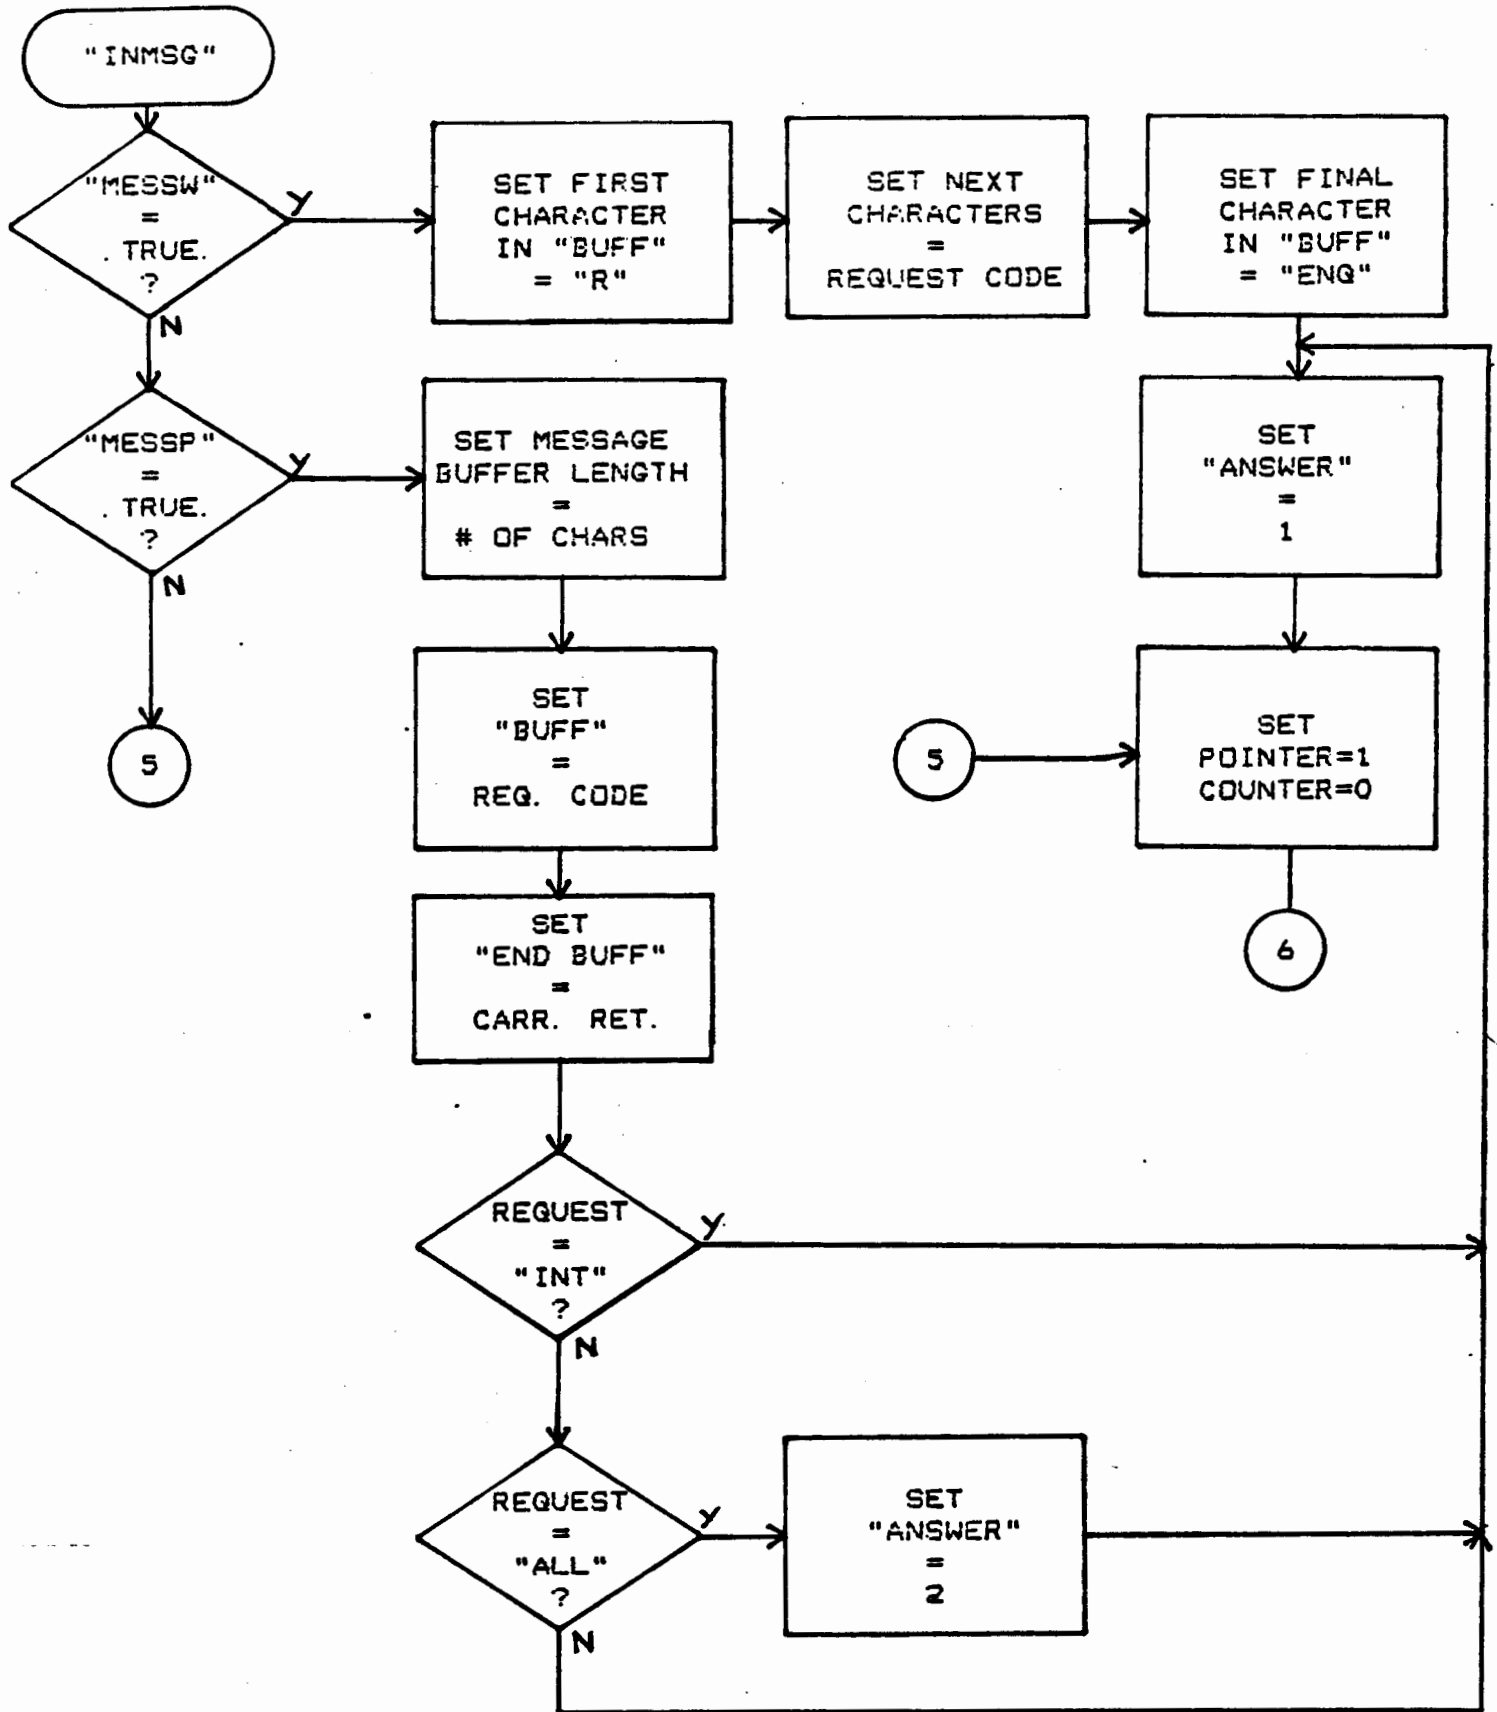 "INMSG"
"MESSW"
=
. TRUE.
?
Y
N
SET FIRST
CHARACTER
IN "BUFF"
= "R"
SET NEXT
CHARACTERS
=
REQUEST CODE
SET FINAL
CHARACTER
IN "BUFF"
= "ENQ"
"MESSP"
=
. TRUE.
?
Y
N
SET MESSAGE
BUFFER LENGTH
=
# OF CHARS
SET
"ANSWER"
=
1
5
SET
"BUFF"
=
REQ. CODE
5
SET
POINTER=1
COUNTER=0
6
SET
"END BUFF"
=
CARR. RET.
REQUEST
=
"INT"
?
Y
N
REQUEST
=
"ALL"
?
Y
N
SET
"ANSWER"
=
2